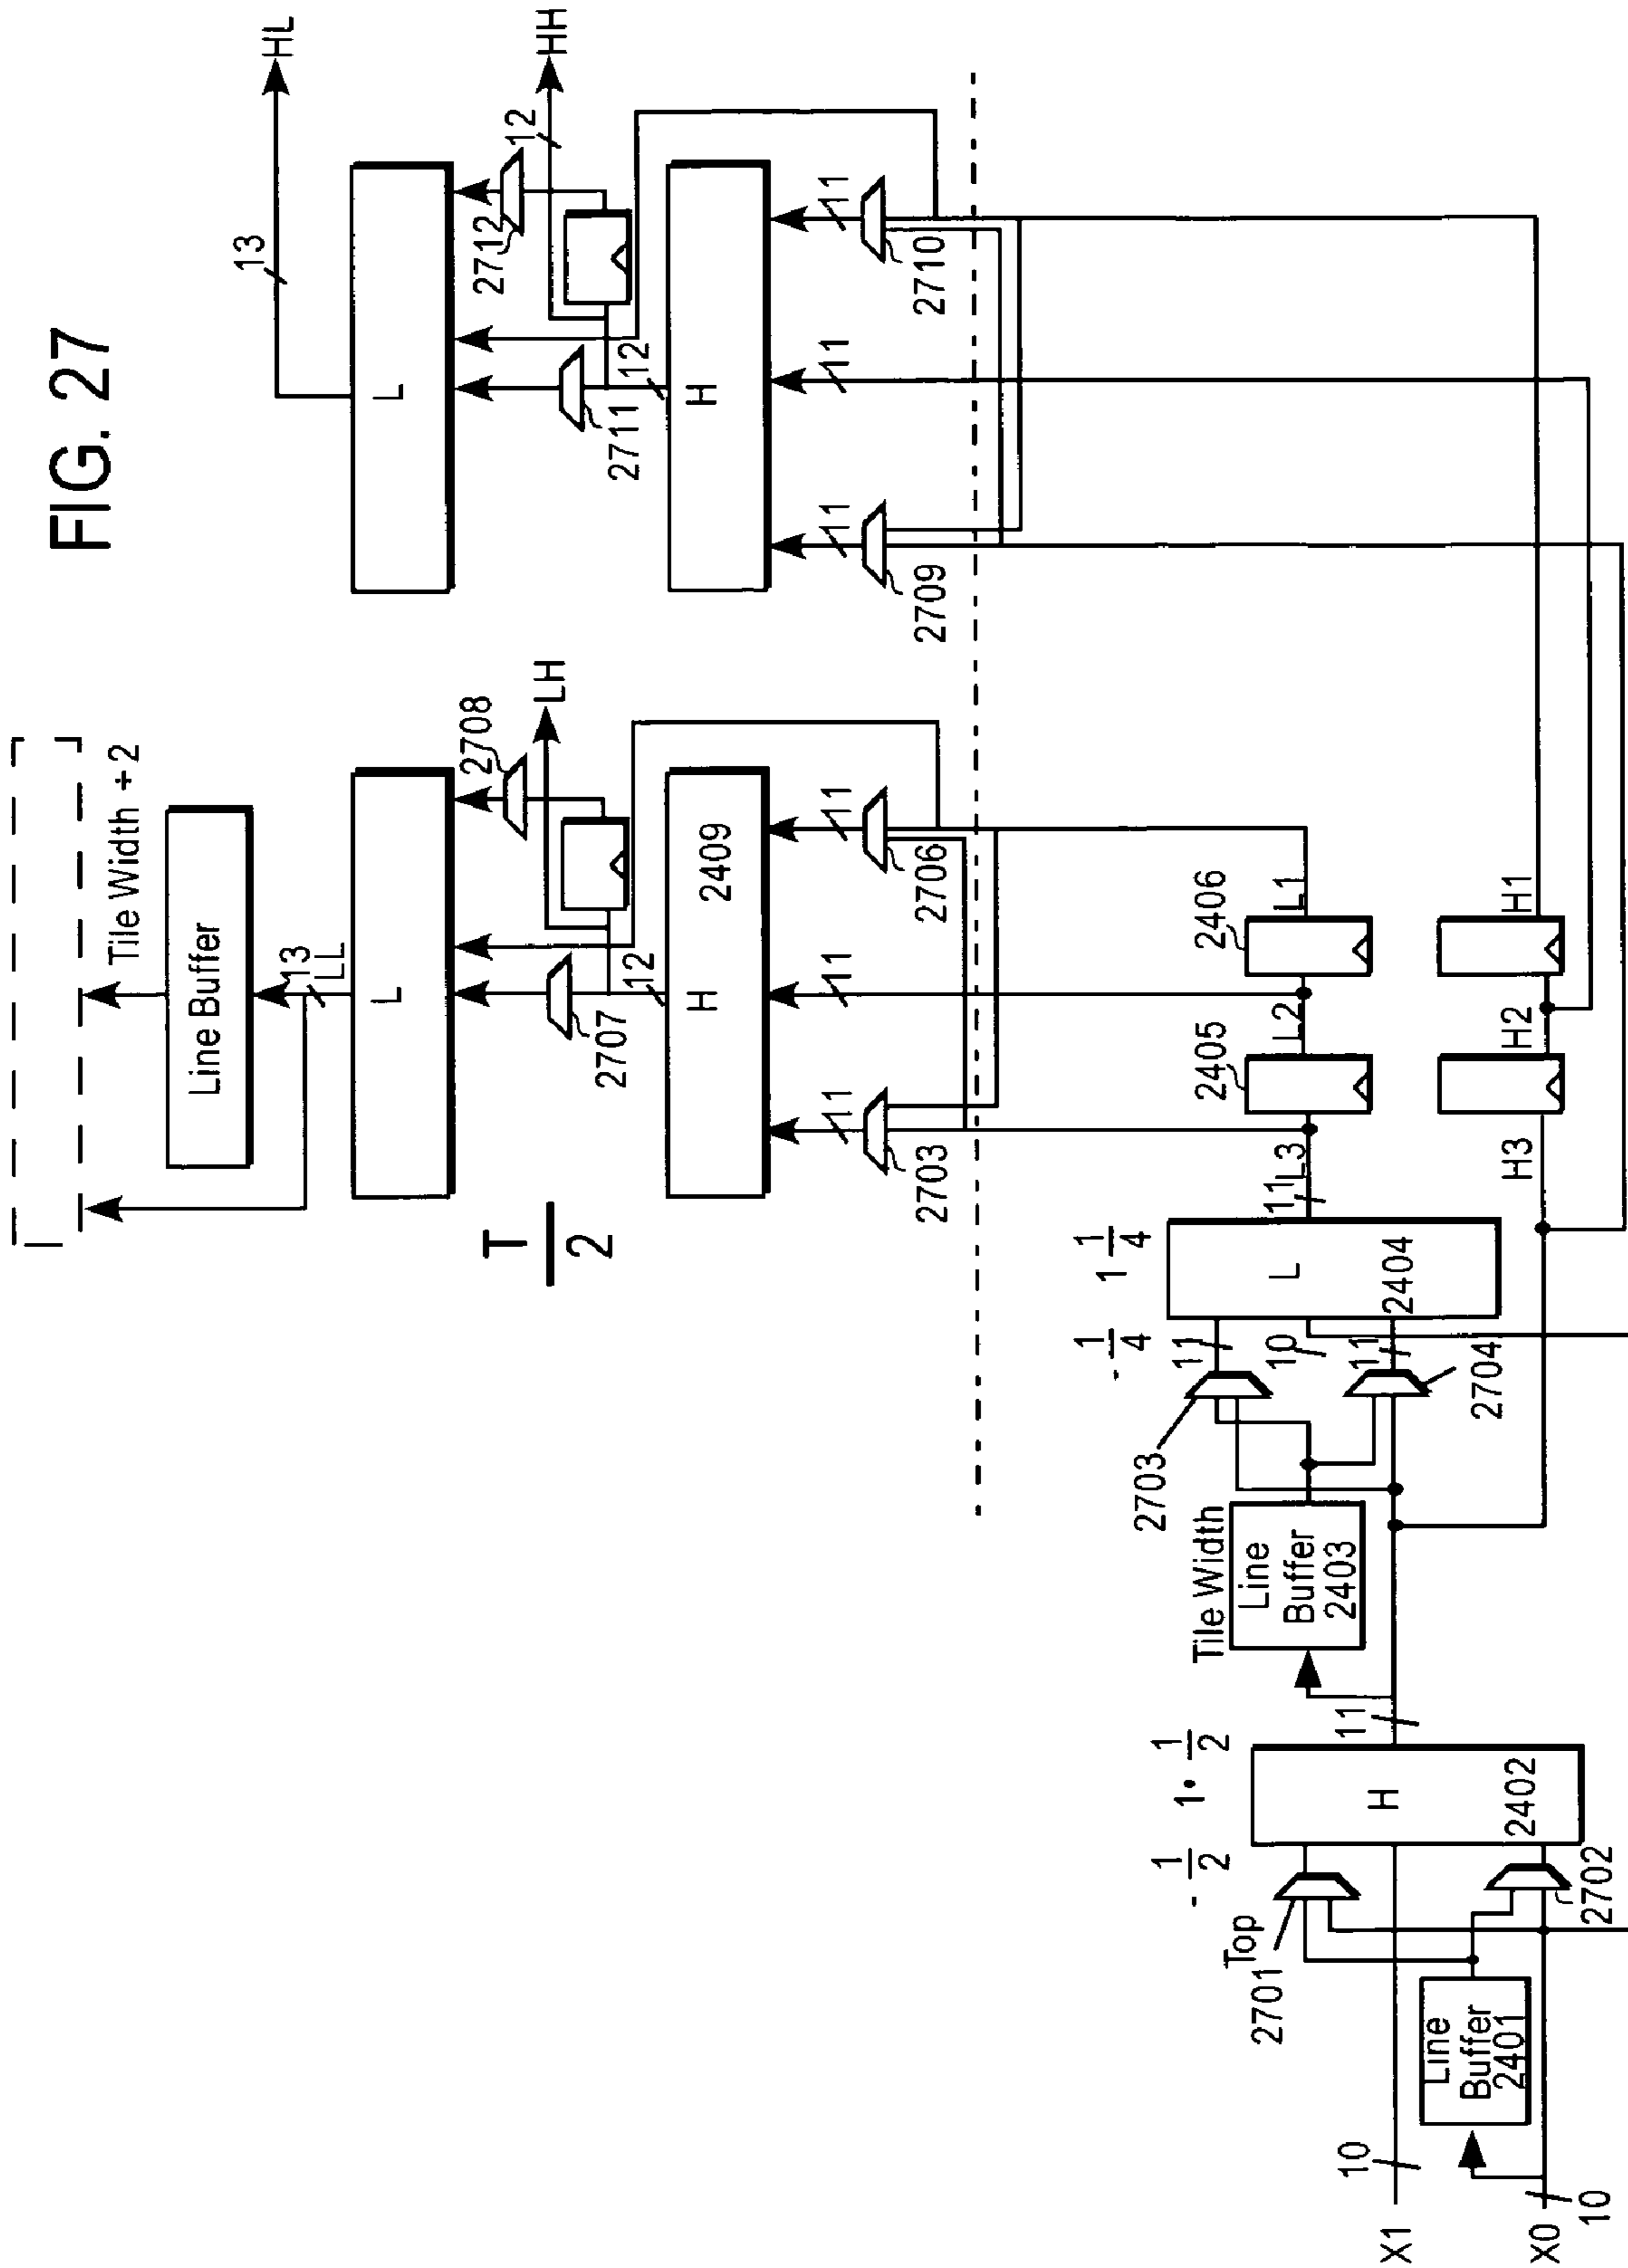 FIG. 27
X1
10
X0
10
Line
Buffer
2401
2701
Top
2702
- 1/2
1 • 1/2
H
2402
11
Tile Width
Line
Buffer
2403
2703
2704
- 1/4
1 1/4
11
10
11
L
2404
11
L3
2405
L2
2406
L1
H3
H2
H1
T/2
2703
11
11
11
2706
H
2409
12
2707
2708
LH
L
13
LL
Line Buffer
Tile Width ÷ 2
2709
11
11
11
2710
H
12
2711
2712
12
HH
L
13
HL